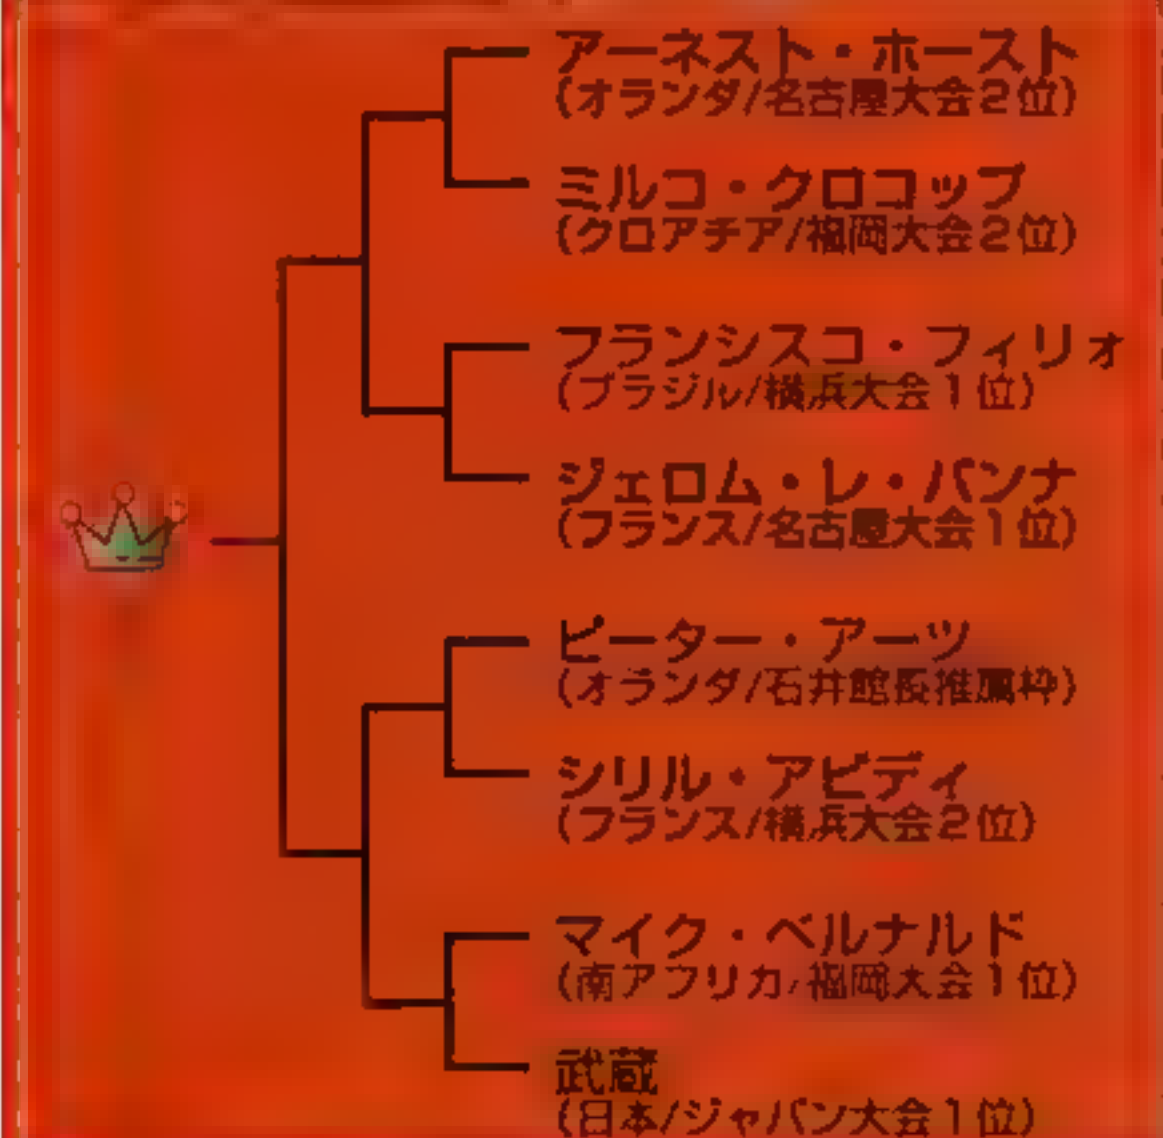 アーネスト・ホースト
(オランダ/名古屋大会2位)
ミルコ・クロコップ
(クロアチア/福岡大会2位)
フランシスコ・フィリォ
(ブラジル/横浜大会1位)
ジェロム・レ・バンナ
(フランス/名古屋大会1位)
ピーター・アーツ
(オランダ/石井館長推薦枠)
シリル・アビディ
(フランス/横浜大会2位)
マイク・ベルナルド
(南アフリカ/福岡大会1位)
武蔵
(日本/ジャパン大会1位)